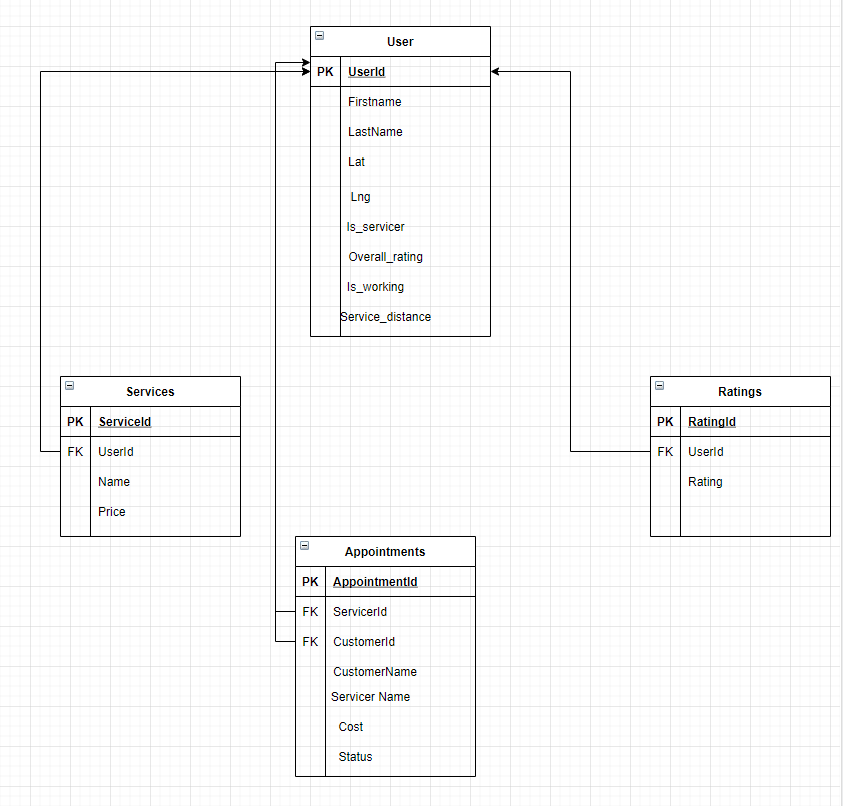 User
PK UserId
Firstname
LastName
Lat
Lng
Is_servicer
Overall_rating
Is_working
Service_distance
Services
PK ServiceId
FK UserId
Name
Price
Ratings
PK RatingId
FK UserId
Rating
Appointments
PK AppointmentId
FK ServicerId
FK CustomerId
CustomerName
Servicer Name
Cost
Status